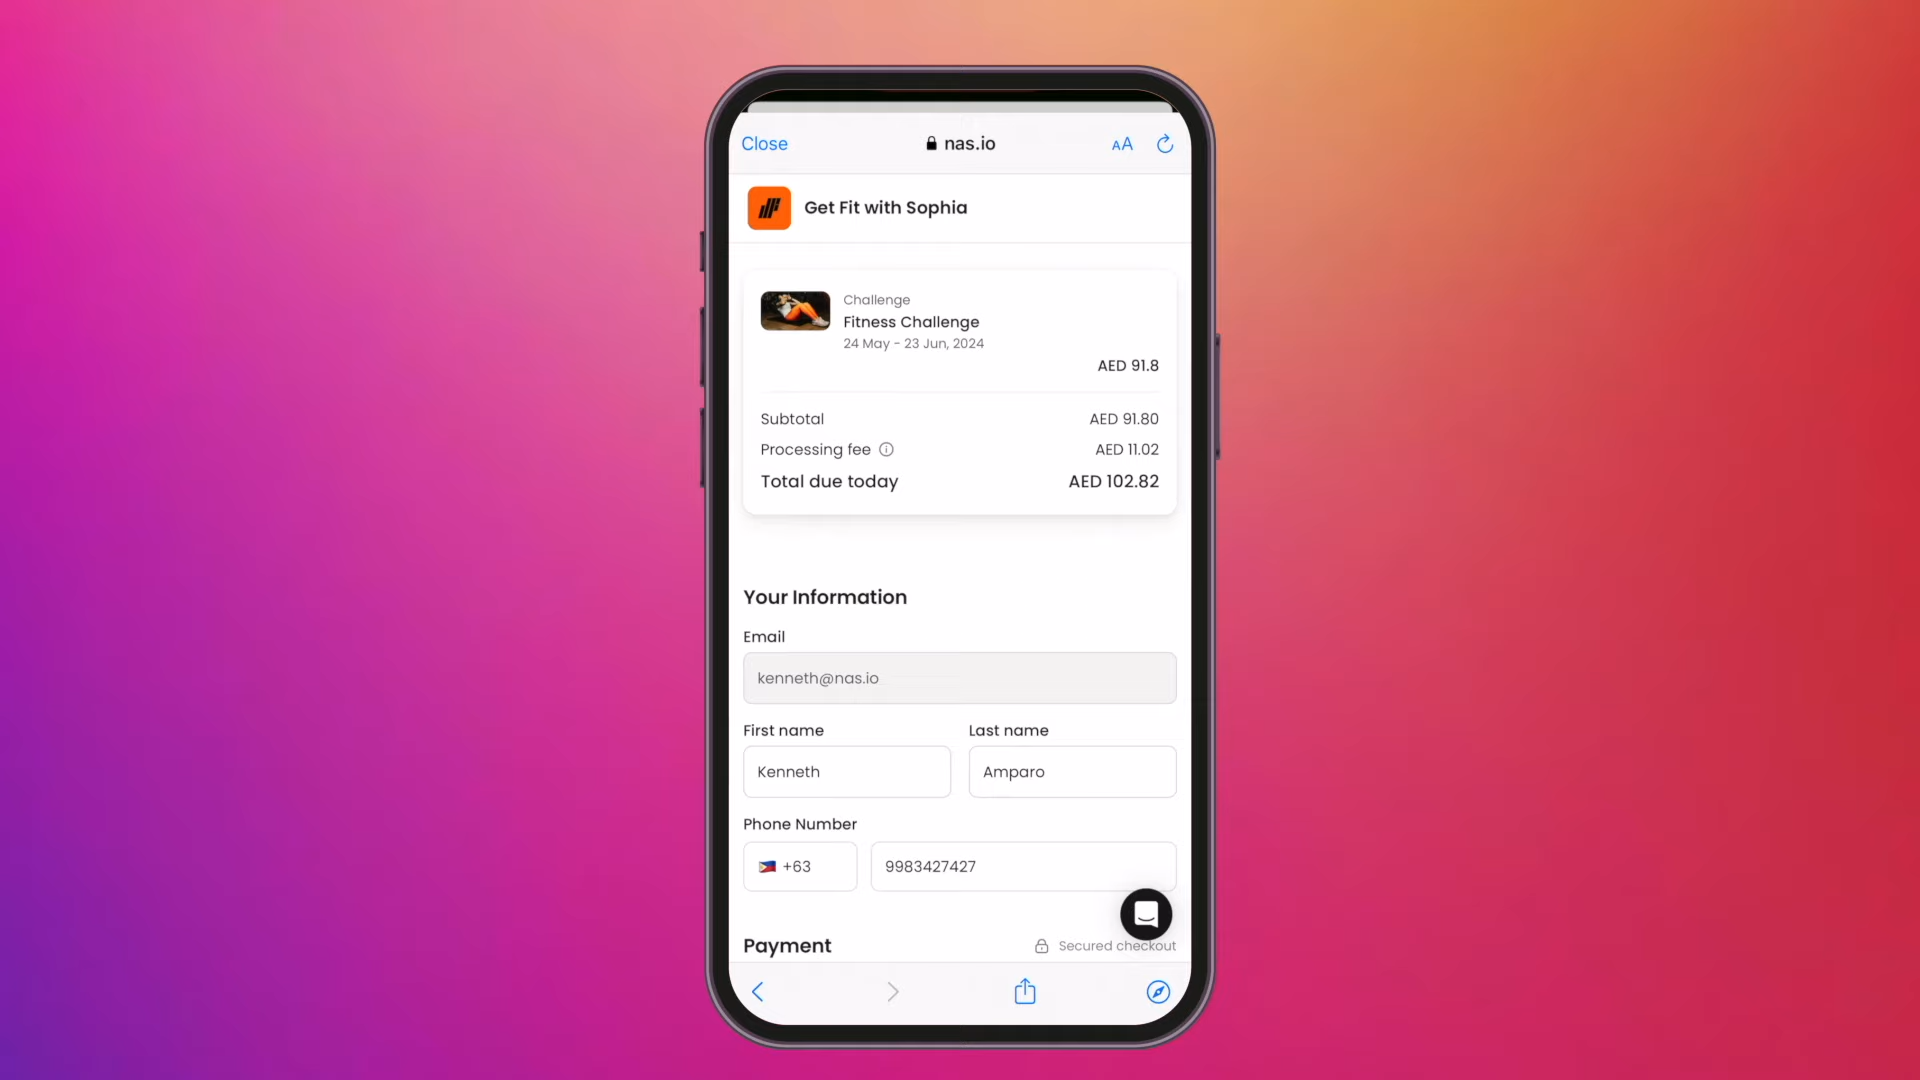 Close
nas.io
AA
Get Fit with Sophia
Challenge
Fitness Challenge
24 May - 23 Jun, 2024
AED 91.8
Subtotal AED 91.80
Processing fee AED 11.02
Total due today AED 102.82
Your Information
Email
kenneth@nas.io
First name Last name
Kenneth Amparo
Phone Number
+63 9983427427
Payment Secured checkout